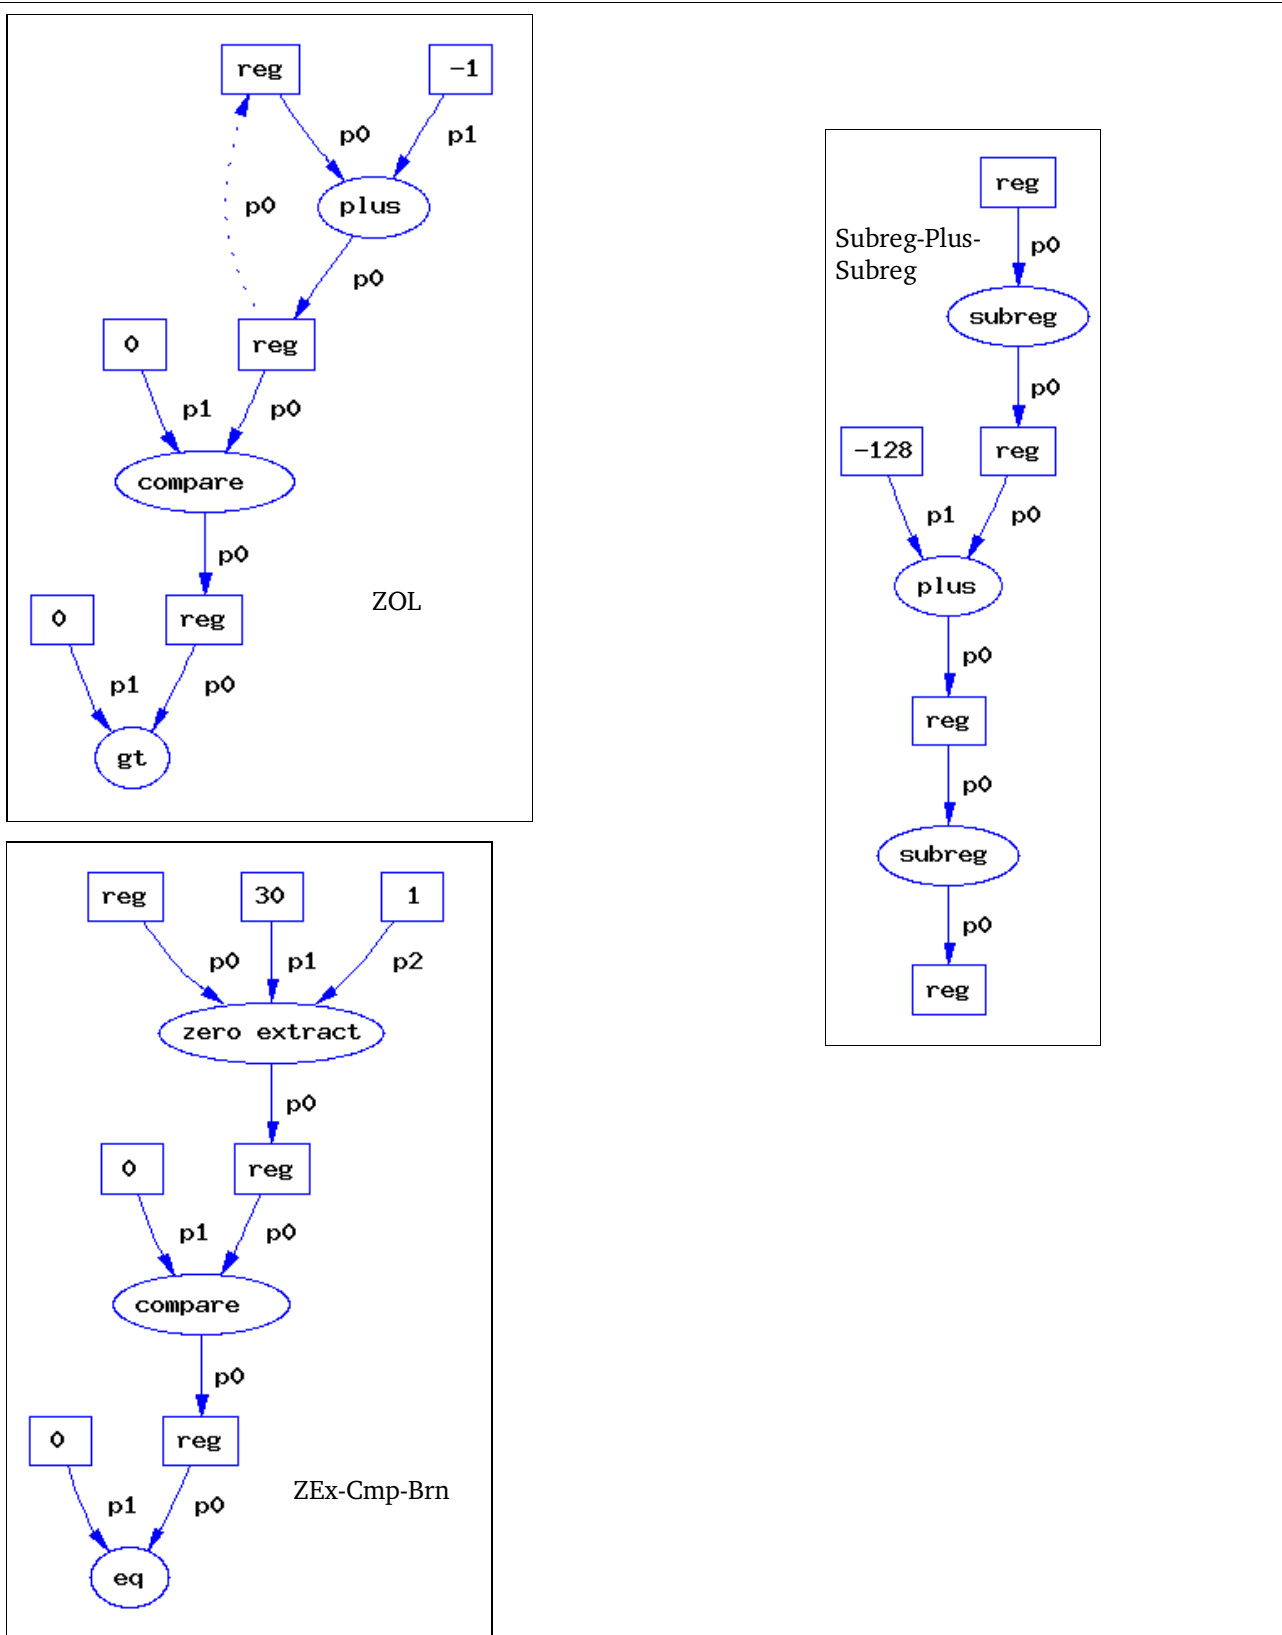 reg -1
p0 p1
p0 plus
p0
0 reg
p1 p0
compare
p0
0 reg
ZOL
p1 p0
gt
reg
Subreg-Plus-
Subreg
p0
subreg
p0
-128 reg
p1 p0
plus
p0
reg
p0
subreg
p0
reg
reg 30 1
p0 p1 p2
zero extract
p0
0 reg
p1 p0
compare
p0
0 reg
ZEx-Cmp-Brn
p1 p0
eq